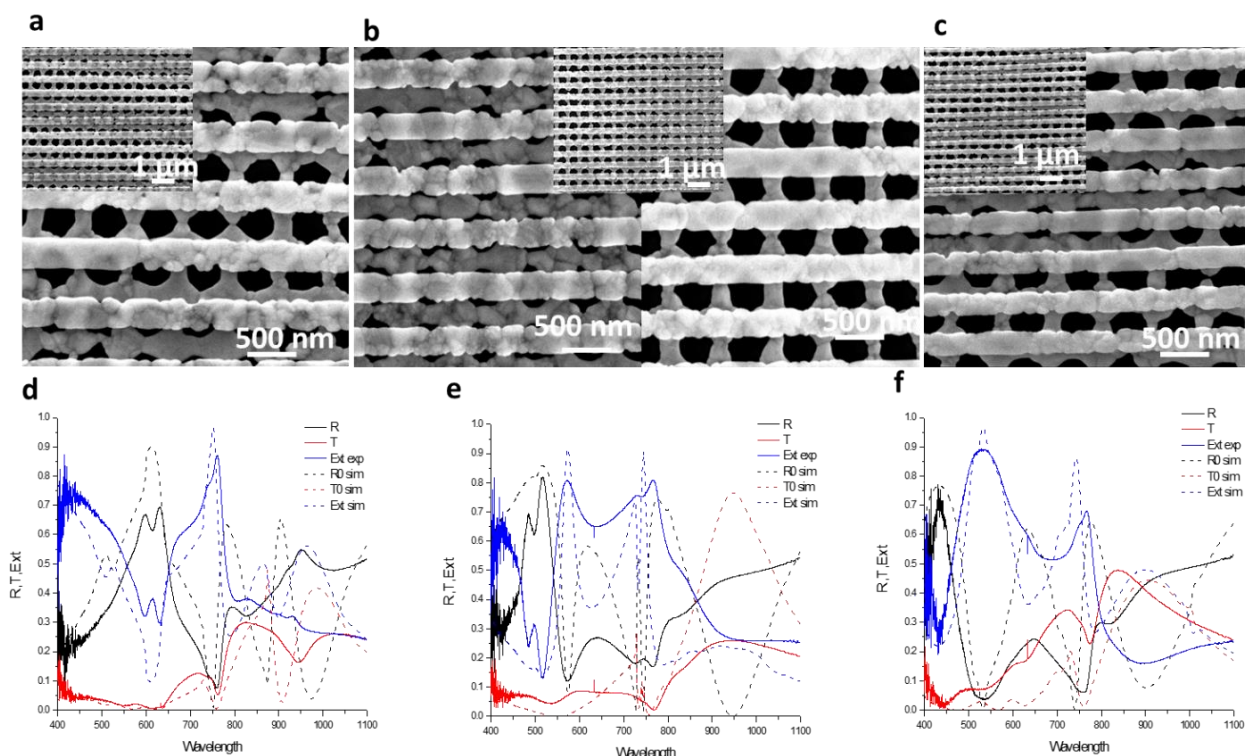 a
b
c
1 µm
1 µm
1 µm
500 nm
500 nm
500 nm
500 nm
d
1.0
0.9
0.8
0.7
0.6
0.5
0.4
0.3
0.2
0.1
0.0
R,T,Ext
400 500 600 700 800 900 1000 1100
Wavelength
R
T
Ext exp
R0 sim
T0 sim
Ext sim
e
1.0
0.9
0.8
0.7
0.6
0.5
0.4
0.3
0.2
0.1
0.0
R,T,Ext
400 500 600 700 800 900 1000 1100
Wavelength
R
T
Ext exp
R0 sim
T0 sim
Ext sim
f
1.0
0.9
0.8
0.7
0.6
0.5
0.4
0.3
0.2
0.1
0.0
R,T,Ext
400 500 600 700 800 900 1000 1100
Wavelength
R
T
Ext exp
R0 sim
T0 sim
Ext sim